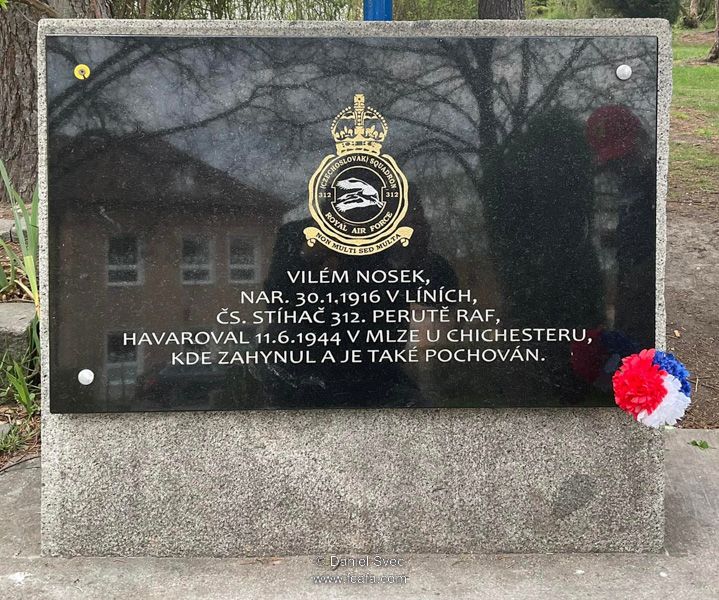 (CZECHOSLOVAK) SQUADRON
312 312
ROYAL AIR FORCE
NON MULTI SED MULTA
VILÉM NOSEK,
NAR. 30.1.1916 V LÍNÍCH,
ČS. STÍHAČ 312. PERUTĚ RAF,
HAVAROVAL 11.6.1944 V MLZE U CHICHESTERU,
KDE ZAHYNUL A JE TAKÉ POCHOVÁN.
© Daniel Švec
www.fcafa.com